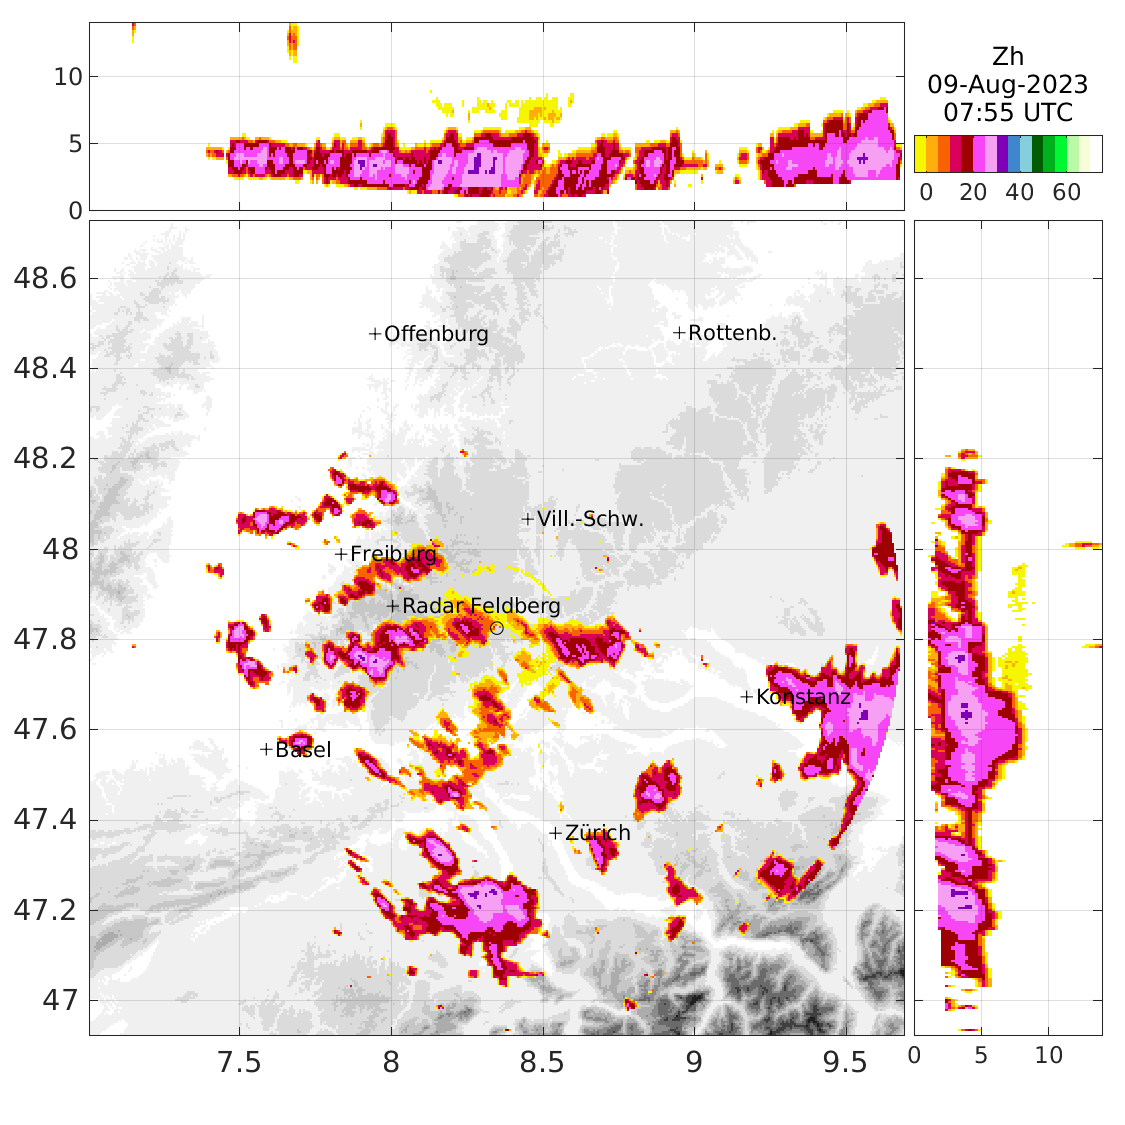 Zh
09-Aug-2023
07:55 UTC
0 20 40 60
10
5
0
48.6
48.4
48.2
48
47.8
47.6
47.4
47.2
47
Offenburg
Rottenb.
Vill.-Schw.
Freiburg
Radar Feldberg
Konstanz
Basel
Zürich
7.5 8 8.5 9 9.5
0 5 10